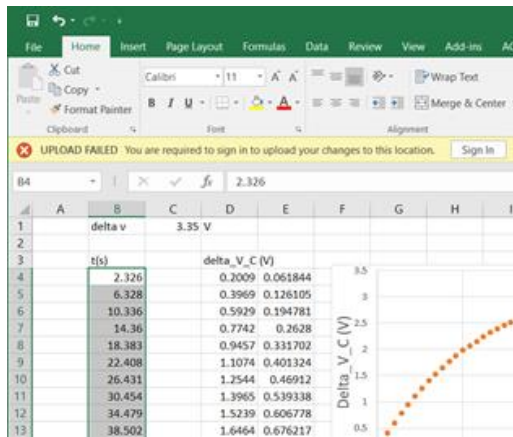 File Home Insert Page Layout Formulas Data Review View Add-ins
Cut
Copy
Paste
Format Painter
Calibri 11 A A
B I U A
Wrap Text
Merge & Center
Clipboard Font Alignment
UPLOAD FAILED You are required to sign in to upload your changes to this location. Sign In
B4 fx 2.326
A B C D E F G H
1 delta v 3.35 V
2
3 t(s) delta_V_C (V)
4 2.326 0.2009 0.061844
5 6.328 0.3969 0.126105
6 10.336 0.5929 0.194781
7 14.36 0.7742 0.2628
8 18.383 0.9457 0.331702
9 22.408 1.1074 0.401324
10 26.431 1.2544 0.46912
11 30.454 1.3965 0.539338
12 34.479 1.5239 0.606778
13 38.502 1.6464 0.676217
Delta_V_C (V)
3.5
3
2.5
2
1.5
1
0.5